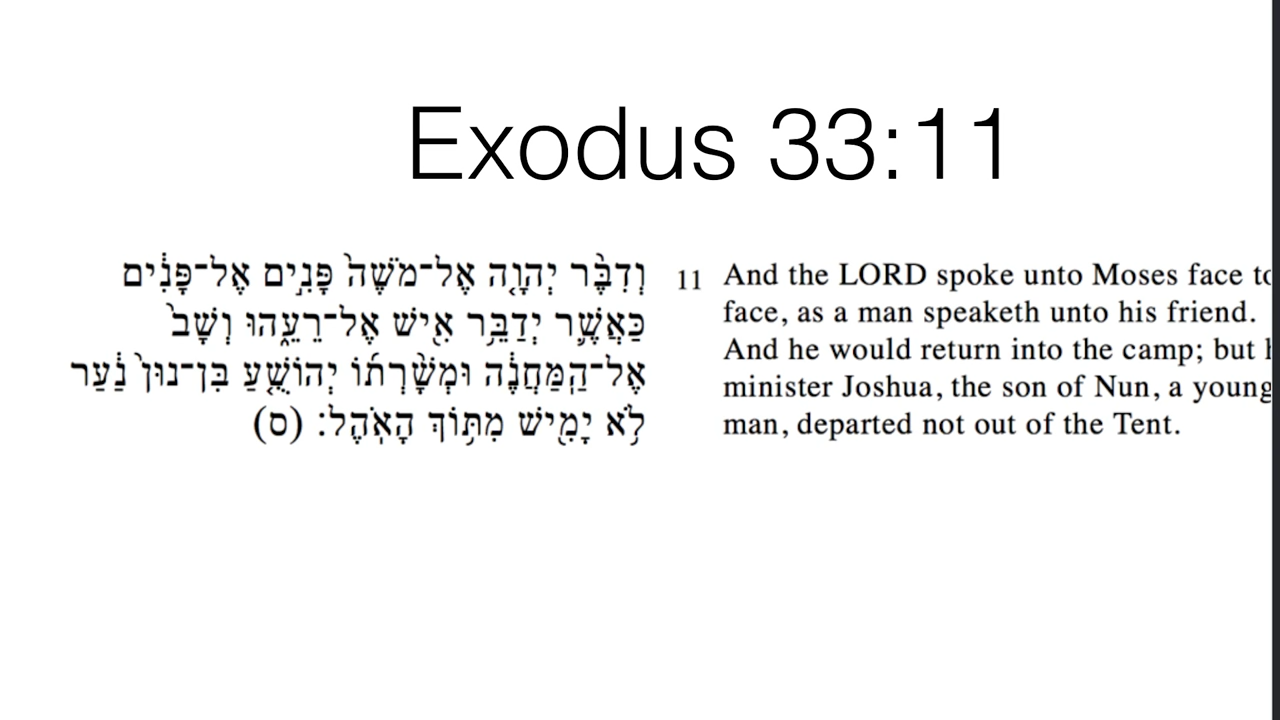 Exodus 33:11
וְדִבֶּ֨ר יְהוָ֤ה אֶל־מֹשֶׁה֙ פָּנִ֣ים אֶל־פָּנִ֔ים
כַּאֲשֶׁ֛ר יְדַבֵּ֥ר אִ֖ישׁ אֶל־רֵעֵ֑הוּ וְשָׁב֙
אֶל־הַֽמַּחֲנֶ֔ה וּמְשָׁ֨רְת֜וֹ יְהוֹשֻׁ֤עַ בִּן־נוּן֙ נַ֔עַר
לֹ֥א יָמִ֖ישׁ מִתּ֥וֹךְ הָאֹֽהֶל׃ (ס)
11 And the LORD spoke unto Moses face to
face, as a man speaketh unto his friend.
And he would return into the camp; but
minister Joshua, the son of Nun, a young
man, departed not out of the Tent.